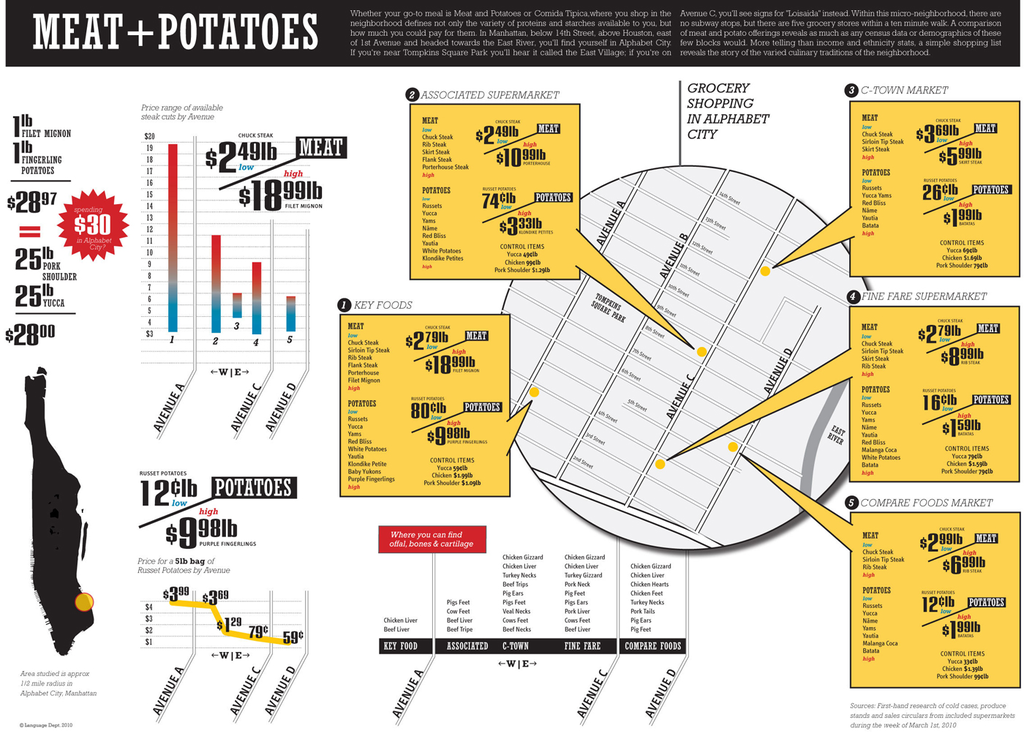 MEAT+POTATOES
Whether your go-to meal is Meat and Potatoes or Comida Tipica,where you shop in the
neighborhood defines not only the variety of proteins and starches available to you, but
how much you could pay for them. In Manhattan, below 14th Street, above Houston, east
of 1st Avenue and headed towards the East River, you'll find yourself in Alphabet City.
If you're near Tompkins Square Park you'll hear it called the East Village; if you're on
Avenue C, you'll see signs for "Loisaida" instead. Within this micro-neighborhood, there are
no subway stops, but there are five grocery stores within a ten minute walk. A comparison
of meat and potato offerings reveals as much as any census data or demographics of these
few blocks would. More telling than income and ethnicity stats, a simple shopping list
reveals the story of the varied culinary traditions of the neighborhood.
1lb
FILET MIGNON
1lb
FINGERLING
POTATOES
$28 97
spending
$30
in Alphabet
City?
=
25lb
PORK
SHOULDER
25lb
YUCCA
$28 00
Price range of available
steak cuts by Avenue
$20
19
18
17
16
15
14
13
12
11
10
9
8
7
6
5
4
$3
1
2
3
4
5
←W|E→
AVENUE A
AVENUE C
AVENUE D
CHUCK STEAK
$2 49lb
low
MEAT
high
$18 99lb
FILET MIGNON
RUSSET POTATOES
12¢lb
low
POTATOES
high
$9 98lb
PURPLE FINGERLINGS
Price for a 5lb bag of
Russet Potatoes by Avenue
$4
$3
$2
$1
$3 99
$3 69
$1 29
79¢
59¢
←W|E→
AVENUE A
AVENUE C
AVENUE D
Area studied is approx
1/2 mile radius in
Alphabet City, Manhattan
© Language Dept. 2010
2 ASSOCIATED SUPERMARKET
MEAT
low
Chuck Steak
Rib Steak
Skirt Steak
Flank Steak
Porterhouse Steak
high
CHUCK STEAK
$2 49lb
low
MEAT
high
$10 99lb
PORTERHOUSE
POTATOES
low
Russets
Yucca
Yams
Ñame
Red Bliss
Yautia
White Potatoes
Klondike Petites
high
RUSSET POTATOES
74¢lb
low
POTATOES
high
$3 33lb
KLONDIKE PETITES
CONTROL ITEMS
Yucca 49¢lb
Chicken 99¢lb
Pork Shoulder $1.29lb
1 KEY FOODS
MEAT
low
Chuck Steak
Sirloin Tip Steak
Rib Steak
Flank Steak
Porterhouse
Filet Mignon
high
CHUCK STEAK
$2 79lb
low
MEAT
high
$18 99lb
FILET MIGNON
POTATOES
low
Russets
Yucca
Yams
Red Bliss
White Potatoes
Yautia
Klondike Petite
Baby Yukons
Purple Fingerlings
high
RUSSET POTATOES
80¢lb
low
POTATOES
high
$9 98lb
PURPLE FINGERLINGS
CONTROL ITEMS
Yucca 59¢lb
Chicken $1.99lb
Pork Shoulder $1.09lb
GROCERY
SHOPPING
IN ALPHABET
CITY
AVENUE A
AVENUE B
AVENUE C
AVENUE D
TOMPKINS
SQUARE PARK
EAST
RIVER
14th Street
13th Street
12th Street
11th Street
10th Street
9th Street
8th Street
7th Street
6th Street
5th Street
4th Street
3rd Street
2nd Street
3 C-TOWN MARKET
MEAT
low
Chuck Steak
Sirloin Tip Steak
Skirt Steak
high
CHUCK STEAK
$3 69lb
low
MEAT
high
$5 99lb
SKIRT STEAK
POTATOES
low
Russets
Yucca Yams
Ñame
Red Bliss
Yautia
Batata
high
RUSSET POTATOES
26¢lb
low
POTATOES
high
$1 99lb
BATATAS
CONTROL ITEMS
Yucca 69¢lb
Chicken $1.69lb
Pork Shoulder 79¢lb
4 FINE FARE SUPERMARKET
MEAT
low
Chuck Steak
Sirloin Tip Steak
Skirt Steak
Rib Steak
high
CHUCK STEAK
$2 79lb
low
MEAT
high
$8 99lb
RIB STEAK
POTATOES
low
Russets
Yucca
Yams
Ñame
Red Bliss
Malanga Coca
White Potatoes
Batata
high
RUSSET POTATOES
16¢lb
low
POTATOES
high
$1 59lb
BATATAS
CONTROL ITEMS
Yucca 79¢lb
Chicken $1.59lb
Pork Shoulder 79¢lb
5 COMPARE FOODS MARKET
MEAT
low
Chuck Steak
Sirloin Tip Steak
Rib Steak
high
CHUCK STEAK
$2 99lb
low
MEAT
high
$6 99lb
RIB STEAK
POTATOES
low
Russets
Yucca
Ñame
Yams
Yautia
Malanga Coca
Batata
high
RUSSET POTATOES
12¢lb
low
POTATOES
high
$1 99lb
BATATAS
CONTROL ITEMS
Yucca 33¢lb
Chicken $1.39lb
Pork Shoulder 99¢lb
Where you can find
offal, bones & cartilage
Chicken Liver
Beef Liver
KEY FOOD
Pigs Feet
Cow Feet
Beef Liver
Beef Tripe
ASSOCIATED
Chicken Gizzard
Chicken Liver
Turkey Necks
Beef Trips
Pig Ears
Pigs Feet
Veal Necks
Cows Feet
Beef Necks
C-TOWN
Chicken Gizzard
Chicken Liver
Turkey Gizzard
Pork Neck
Pig Feet
Pigs Ears
Pork Liver
Cows Feet
Beef Liver
FINE FARE
Chicken Gizzard
Chicken Liver
Chicken Hearts
Chicken Feet
Turkey Necks
Pork Tails
Pig Ears
Pig Feet
COMPARE FOODS
←W|E→
AVENUE A
AVENUE C
AVENUE D
Sources: First-hand research of cold cases, produce
stands and sales circulars from included supermarkets
during the week of March 1st, 2010